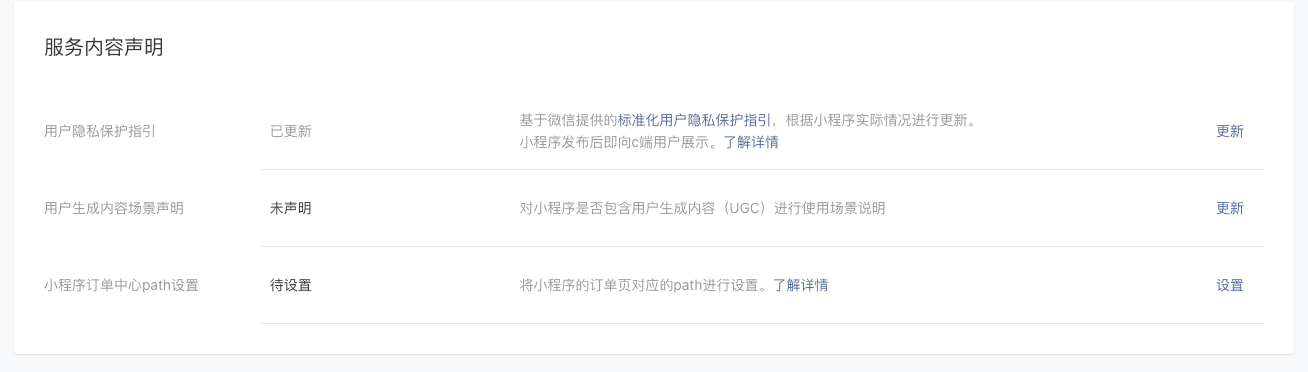 服务内容声明
用户隐私保护指引
已更新
基于微信提供的标准化用户隐私保护指引，根据小程序实际情况进行更新。
小程序发布后即向c端用户展示。了解详情
更新
用户生成内容场景声明
未声明
对小程序是否包含用户生成内容（UGC）进行使用场景说明
更新
小程序订单中心path设置
待设置
将小程序的订单页对应的path进行设置。了解详情
设置